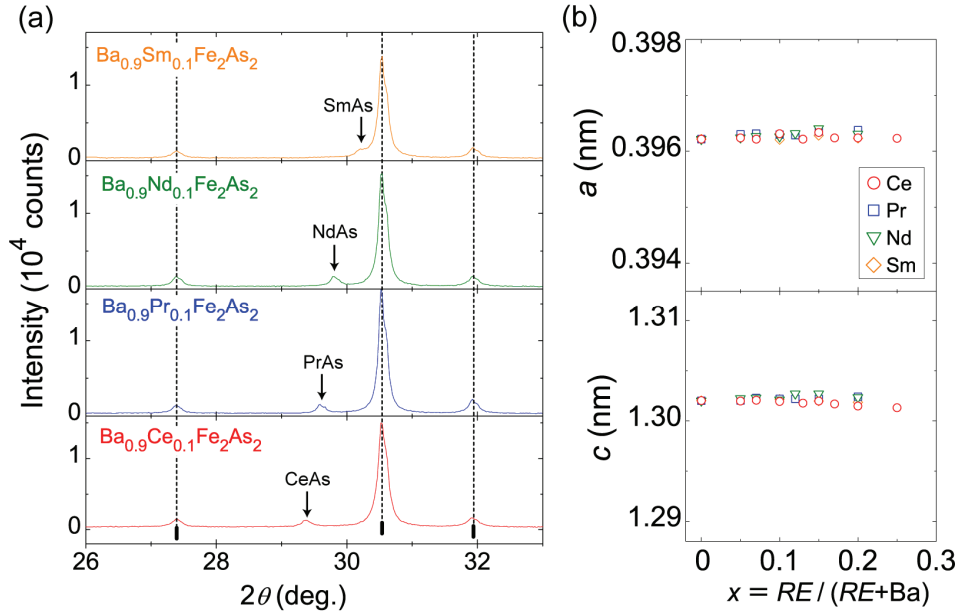 (a)
Ba0.9Sm0.1Fe2As2
SmAs
1
0
Ba0.9Nd0.1Fe2As2
NdAs
1
0
Ba0.9Pr0.1Fe2As2
PrAs
1
0
Ba0.9Ce0.1Fe2As2
CeAs
1
0
Intensity (10^4 counts)
26 28 30 32
2θ (deg.)
(b)
0.398
0.396
0.394
a (nm)
Ce
Pr
Nd
Sm
1.31
1.30
1.29
c (nm)
0 0.1 0.2 0.3
x = RE/(RE+Ba)